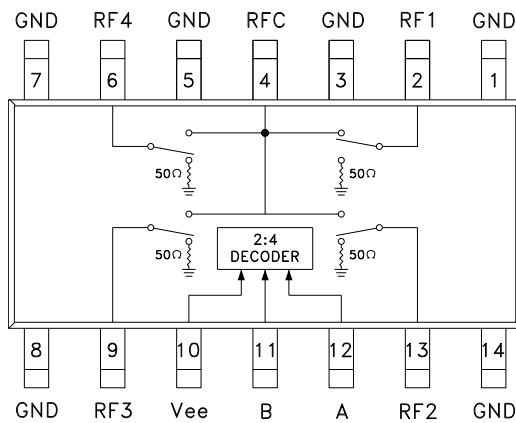 GND RF4 GND RFC GND RF1 GND
7 6 5 4 3 2 1
50Ω 50Ω
2:4
DECODER
50Ω 50Ω
8 9 10 11 12 13 14
GND RF3 Vee B A RF2 GND